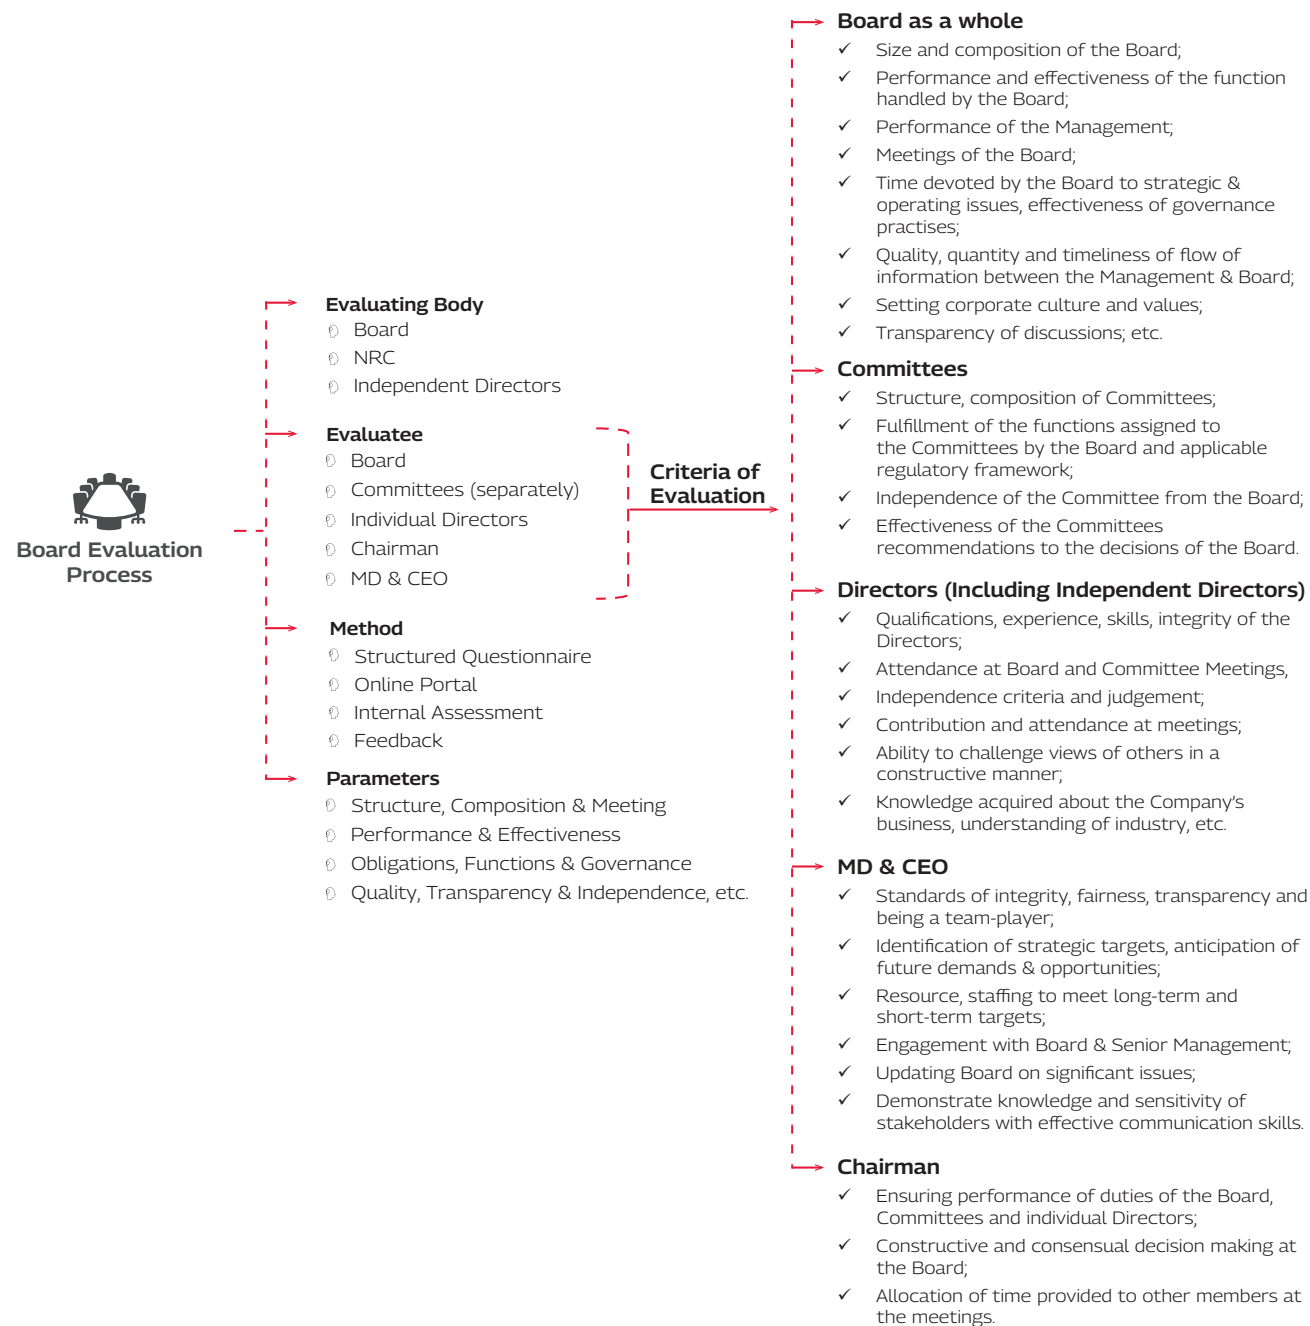 Board Evaluation
Process
Evaluating Body
Board
NRC
Independent Directors
Evaluatee
Board
Committees (separately)
Individual Directors
Chairman
MD & CEO
Method
Structured Questionnaire
Online Portal
Internal Assessment
Feedback
Parameters
Structure, Composition & Meeting
Performance & Effectiveness
Obligations, Functions & Governance
Quality, Transparency & Independence, etc.
Criteria of
Evaluation
Board as a whole
✓ Size and composition of the Board;
✓ Performance and effectiveness of the function
handled by the Board;
✓ Performance of the Management;
✓ Meetings of the Board;
✓ Time devoted by the Board to strategic &
operating issues, effectiveness of governance
practises;
✓ Quality, quantity and timeliness of flow of
information between the Management & Board;
✓ Setting corporate culture and values;
✓ Transparency of discussions; etc.
Committees
✓ Structure, composition of Committees;
✓ Fulfillment of the functions assigned to
the Committees by the Board and applicable
regulatory framework;
✓ Independence of the Committee from the Board;
✓ Effectiveness of the Committees
recommendations to the decisions of the Board.
Directors (Including Independent Directors)
✓ Qualifications, experience, skills, integrity of the
Directors;
✓ Attendance at Board and Committee Meetings,
✓ Independence criteria and judgement;
✓ Contribution and attendance at meetings;
✓ Ability to challenge views of others in a
constructive manner;
✓ Knowledge acquired about the Company's
business, understanding of industry, etc.
MD & CEO
✓ Standards of integrity, fairness, transparency and
being a team-player;
✓ Identification of strategic targets, anticipation of
future demands & opportunities;
✓ Resource, staffing to meet long-term and
short-term targets;
✓ Engagement with Board & Senior Management;
✓ Updating Board on significant issues;
✓ Demonstrate knowledge and sensitivity of
stakeholders with effective communication skills.
Chairman
✓ Ensuring performance of duties of the Board,
Committees and individual Directors;
✓ Constructive and consensual decision making at
the Board;
✓ Allocation of time provided to other members at
the meetings.